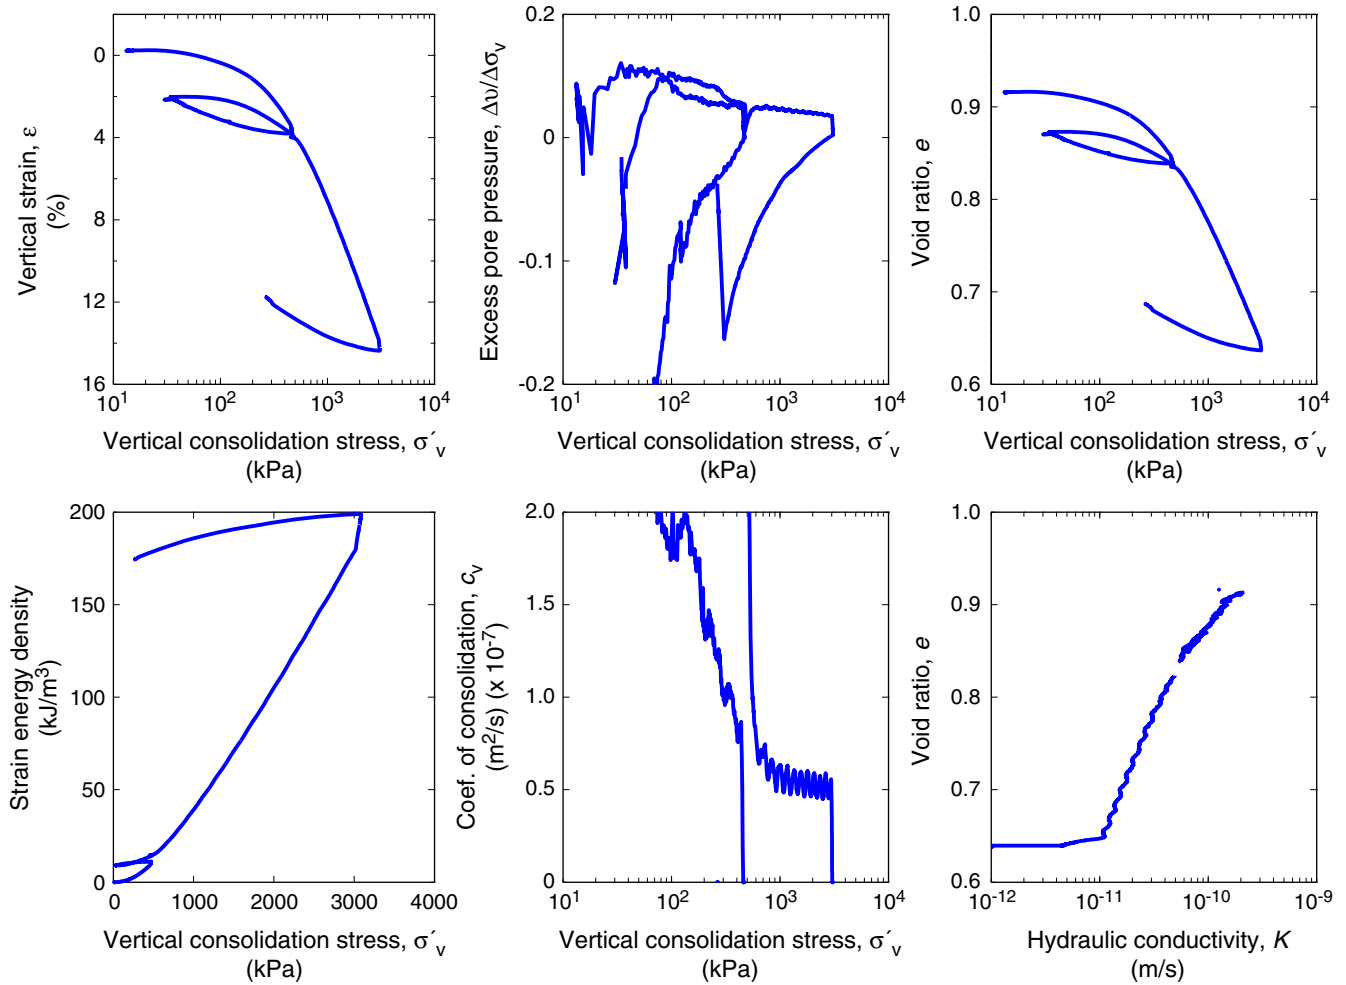 0
4
8
12
16
10¹
10²
10³
10⁴
Vertical strain, ε
(%)
Vertical consolidation stress, σ´v
(kPa)
0.2
0.1
0
-0.1
-0.2
10¹
10²
10³
10⁴
Excess pore pressure, Δυ/Δσv
Vertical consolidation stress, σ´v
(kPa)
1.0
0.9
0.8
0.7
0.6
10¹
10²
10³
10⁴
Void ratio, e
Vertical consolidation stress, σ´v
(kPa)
200
150
100
50
0
0
1000
2000
3000
4000
Strain energy density
(kJ/m³)
Vertical consolidation stress, σ´v
(kPa)
2.0
1.5
1.0
0.5
0
10¹
10²
10³
10⁴
Coef. of consolidation, cv
(m²/s) (x 10⁻⁷)
Vertical consolidation stress, σ´v
(kPa)
1.0
0.9
0.8
0.7
0.6
10⁻¹²
10⁻¹¹
10⁻¹⁰
10⁻⁹
Void ratio, e
Hydraulic conductivity, K
(m/s)